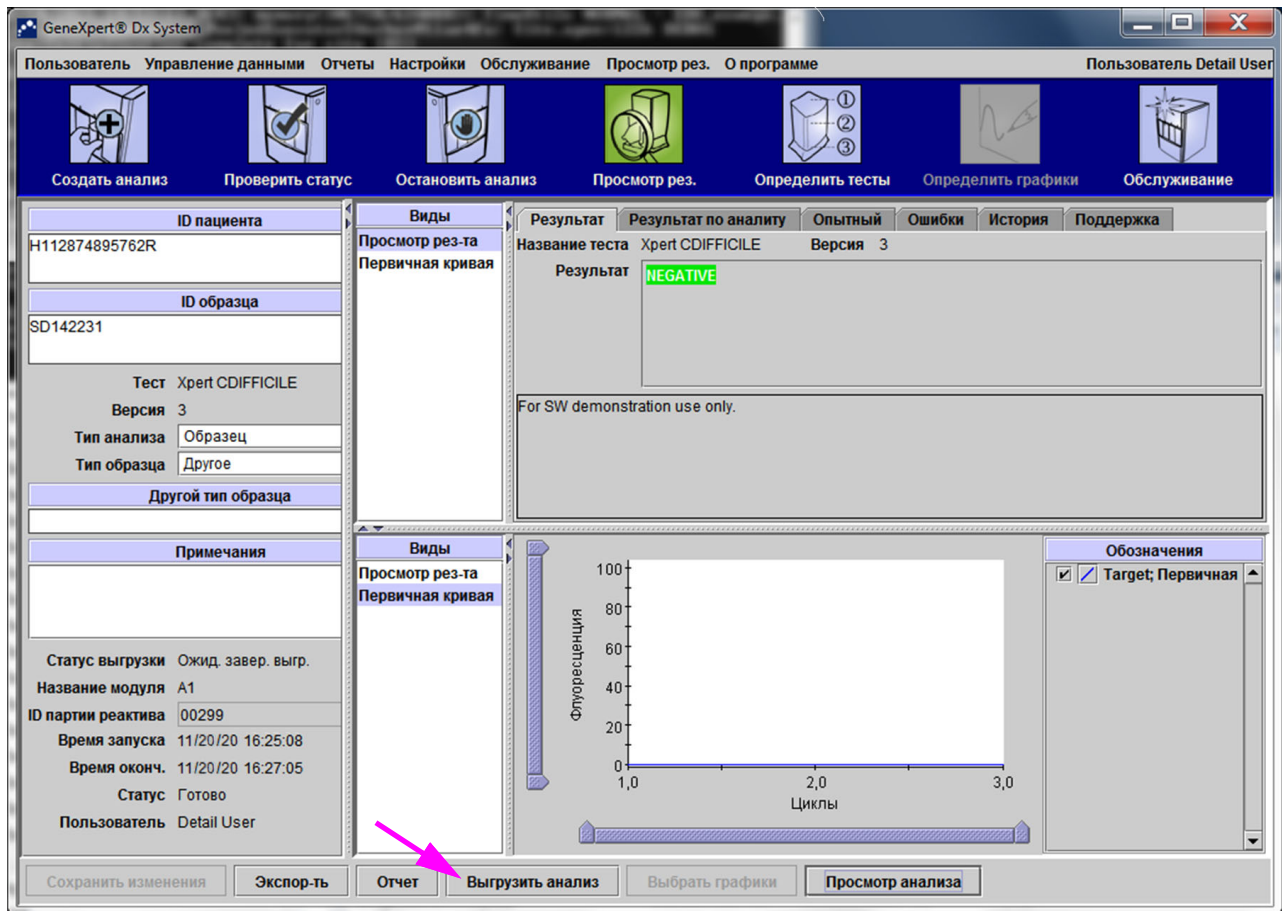 GeneXpert® Dx System
Пользователь Управление данными Отчеты Настройки Обслуживание Просмотр рез. О программе Пользователь Detail User
Создать анализ Проверить статус Остановить анализ Просмотр рез. Определить тесты Определить графики Обслуживание
ID пациента
H112874895762R
ID образца
SD142231
Тест Xpert CDIFFICILE
Версия 3
Тип анализа Образец
Тип образца Другое
Другой тип образца
Примечания
Статус выгрузки Ожид. завер. выгр.
Название модуля A1
ID партии реактива 00299
Время запуска 11/20/20 16:25:08
Время оконч. 11/20/20 16:27:05
Статус Готово
Пользователь Detail User
Виды
Просмотр рез-та
Первичная кривая
Результат Результат по аналиту Опытный Ошибки История Поддержка
Название теста Xpert CDIFFICILE Версия 3
Результат NEGATIVE
For SW demonstration use only.
Виды
Просмотр рез-та
Первичная кривая
Флуоресценция
100
80
60
40
20
0
1,0 2,0 3,0
Циклы
Обозначения
Target; Первичная
Сохранить изменения Экспор-ть Отчет Выгрузить анализ Выбрать графики Просмотр анализа